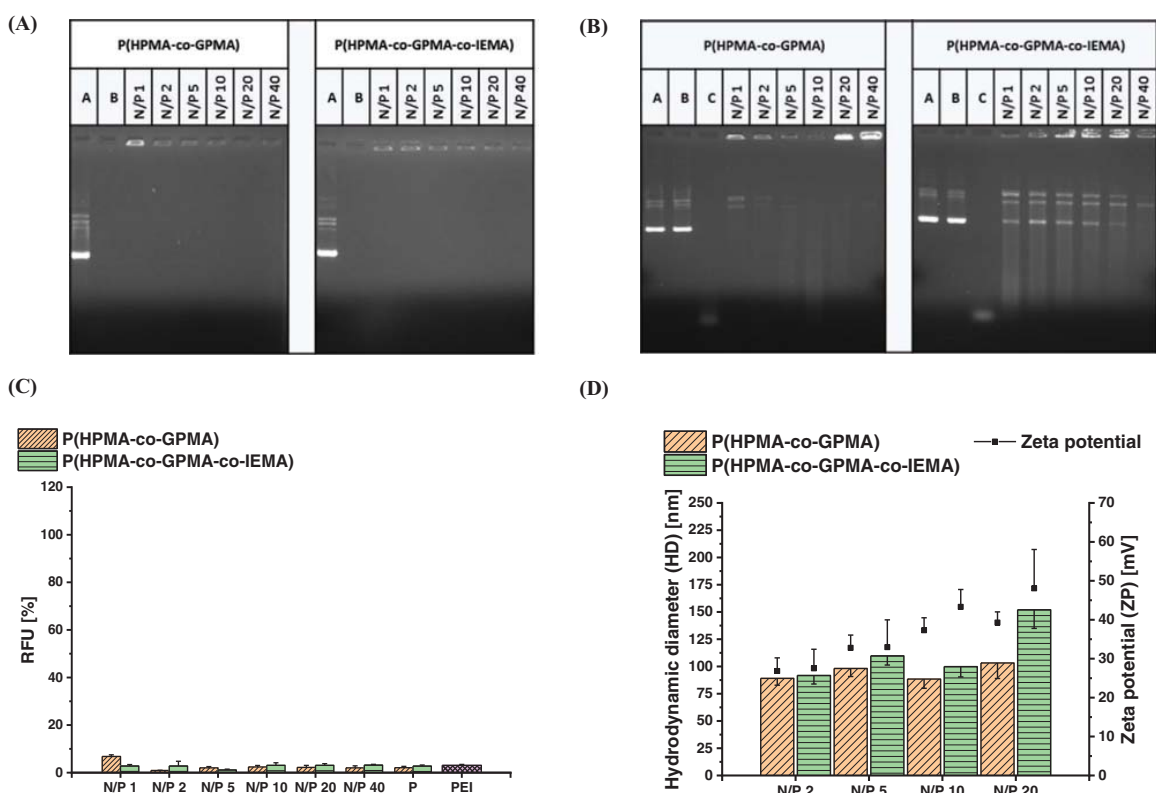 (A)
P(HPMA-co-GPMA) P(HPMA-co-GPMA-co-IEMA)
A B N/P 1 N/P 2 N/P 5 N/P 10 N/P 20 N/P 40 A B N/P 1 N/P 2 N/P 5 N/P 10 N/P 20 N/P 40
(B)
P(HPMA-co-GPMA) P(HPMA-co-GPMA-co-IEMA)
A B C N/P 1 N/P 2 N/P 5 N/P 10 N/P 20 N/P 40 A B C N/P 1 N/P 2 N/P 5 N/P 10 N/P 20 N/P 40
(C)
P(HPMA-co-GPMA)
P(HPMA-co-GPMA-co-IEMA)
RFU [%]
120
100
80
60
40
20
0
N/P 1 N/P 2 N/P 5 N/P 10 N/P 20 N/P 40 P PEI
(D)
P(HPMA-co-GPMA) Zeta potential
P(HPMA-co-GPMA-co-IEMA)
Hydrodynamic diameter (HD) [nm]
250
225
200
175
150
125
100
75
50
25
0
70
60
50
40
30
20
10
0
Zeta potential (ZP) [mV]
N/P 2 N/P 5 N/P 10 N/P 20